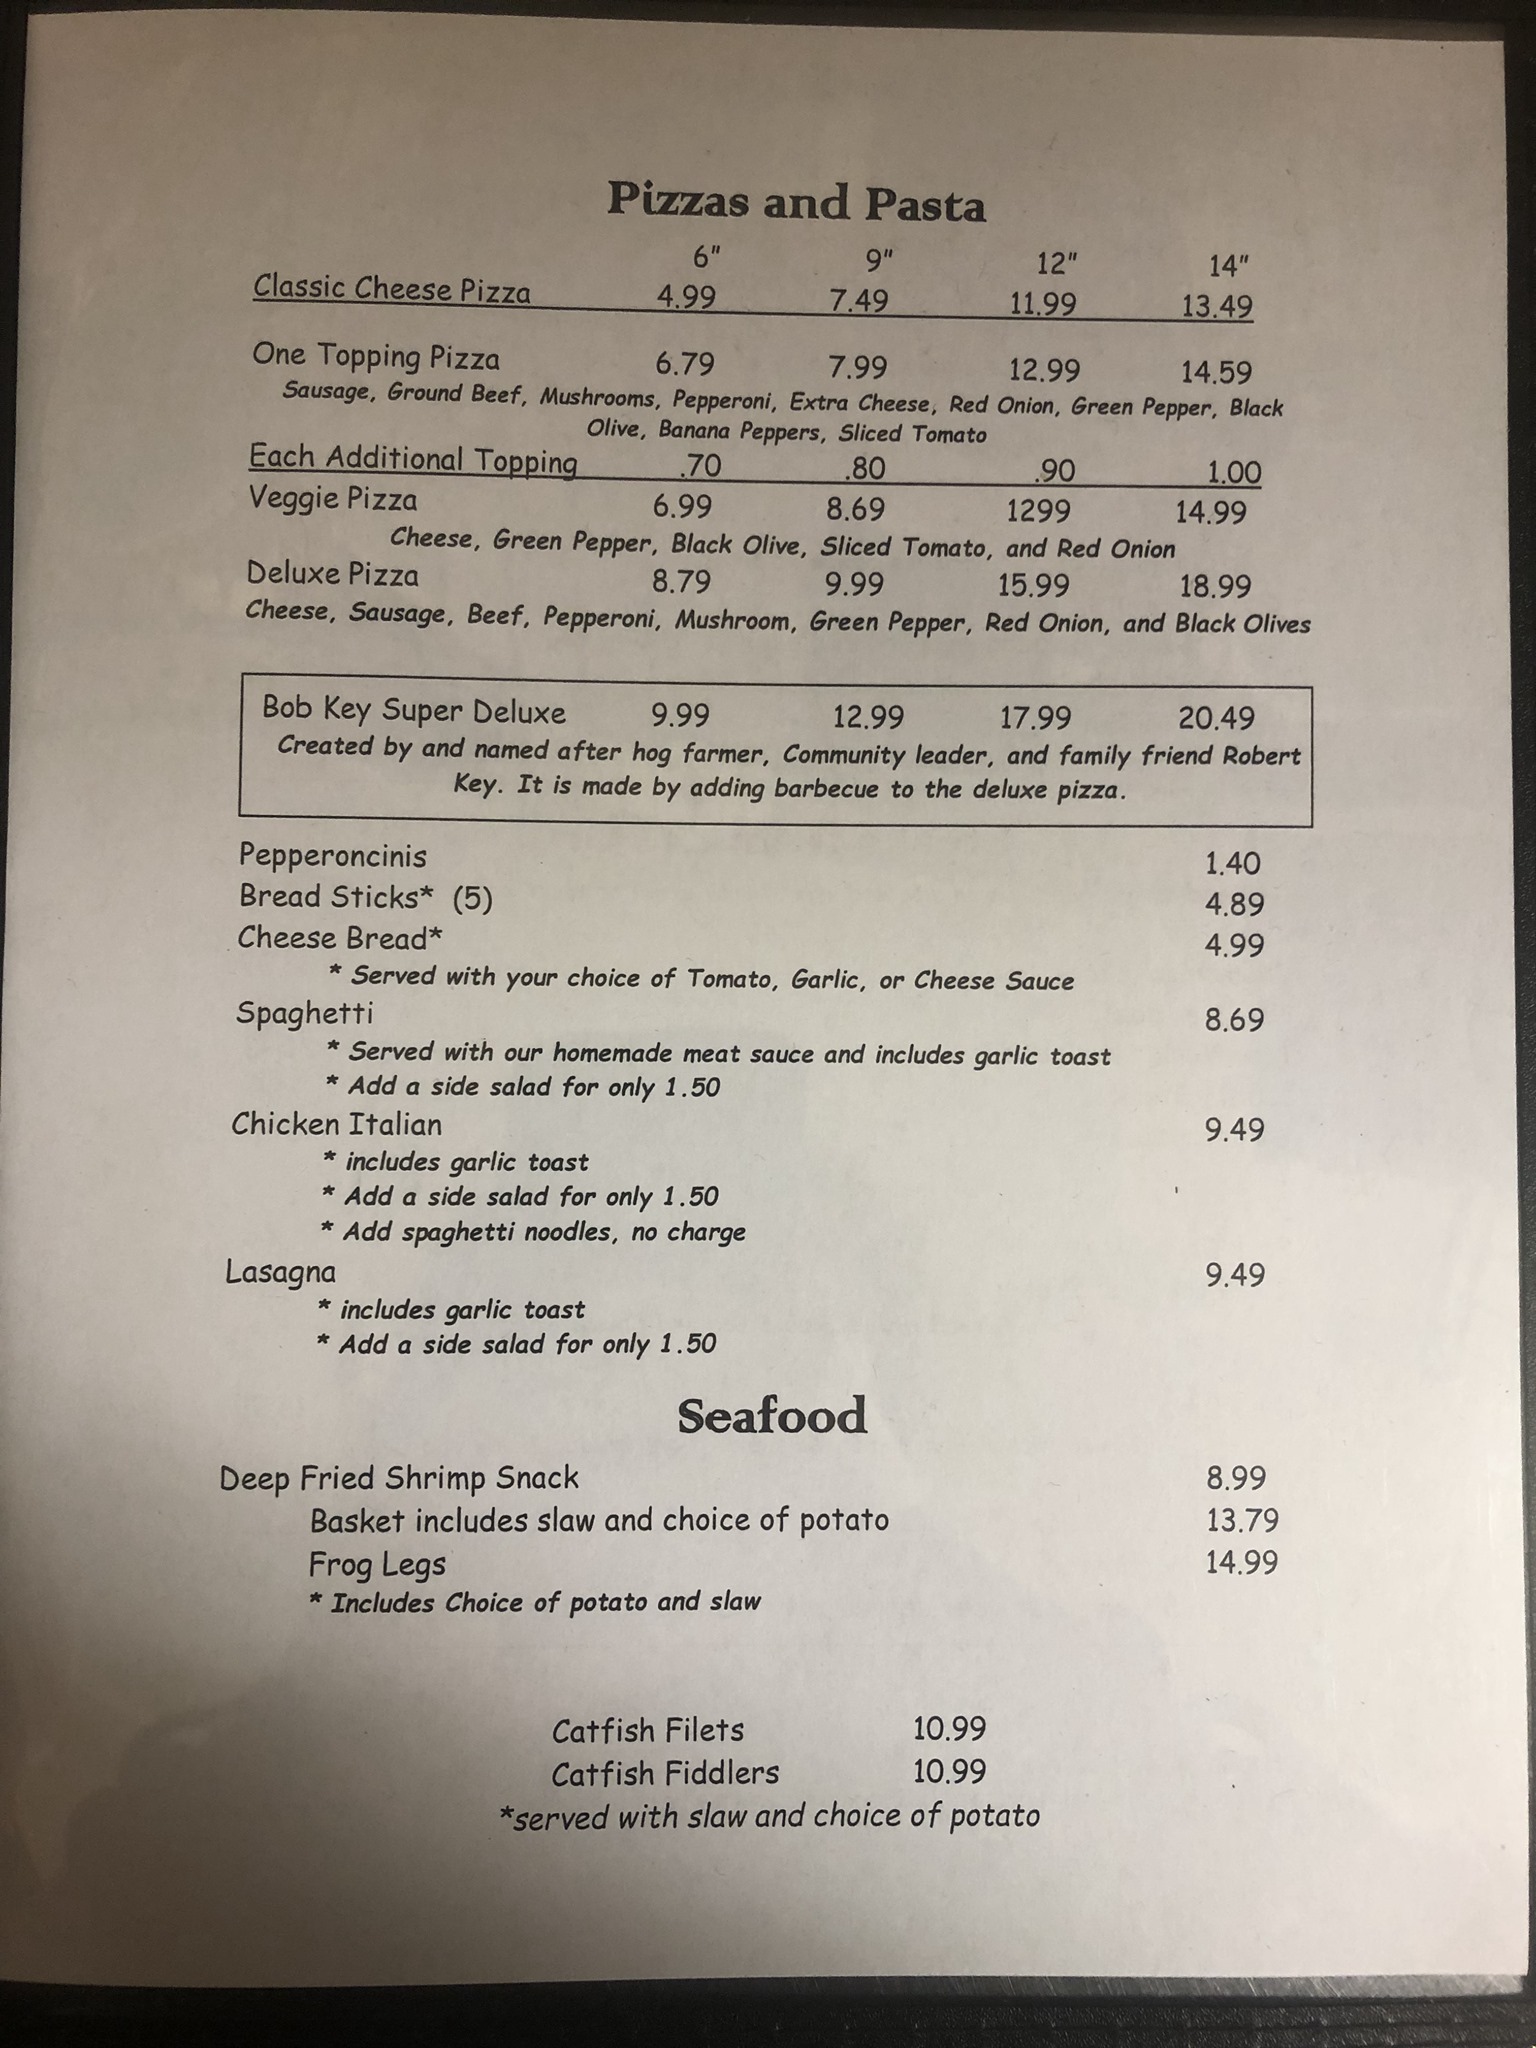 Pizzas and Pasta
6" 9" 12" 14"
Classic Cheese Pizza 4.99 7.49 11.99 13.49
One Topping Pizza 6.79 7.99 12.99 14.59
Sausage, Ground Beef, Mushrooms, Pepperoni, Extra Cheese, Red Onion, Green Pepper, Black
Olive, Banana Peppers, Sliced Tomato
Each Additional Topping .70 .80 .90 1.00
Veggie Pizza 6.99 8.69 1299 14.99
Cheese, Green Pepper, Black Olive, Sliced Tomato, and Red Onion
Deluxe Pizza 8.79 9.99 15.99 18.99
Cheese, Sausage, Beef, Pepperoni, Mushroom, Green Pepper, Red Onion, and Black Olives
Bob Key Super Deluxe 9.99 12.99 17.99 20.49
Created by and named after hog farmer, Community leader, and family friend Robert
Key. It is made by adding barbecue to the deluxe pizza.
Pepperoncinis 1.40
Bread Sticks* (5) 4.89
Cheese Bread* 4.99
* Served with your choice of Tomato, Garlic, or Cheese Sauce
Spaghetti 8.69
* Served with our homemade meat sauce and includes garlic toast
* Add a side salad for only 1.50
Chicken Italian 9.49
* includes garlic toast
* Add a side salad for only 1.50
* Add spaghetti noodles, no charge
Lasagna 9.49
* includes garlic toast
* Add a side salad for only 1.50
Seafood
Deep Fried Shrimp Snack 8.99
Basket includes slaw and choice of potato 13.79
Frog Legs 14.99
* Includes Choice of potato and slaw
Catfish Filets 10.99
Catfish Fiddlers 10.99
*served with slaw and choice of potato